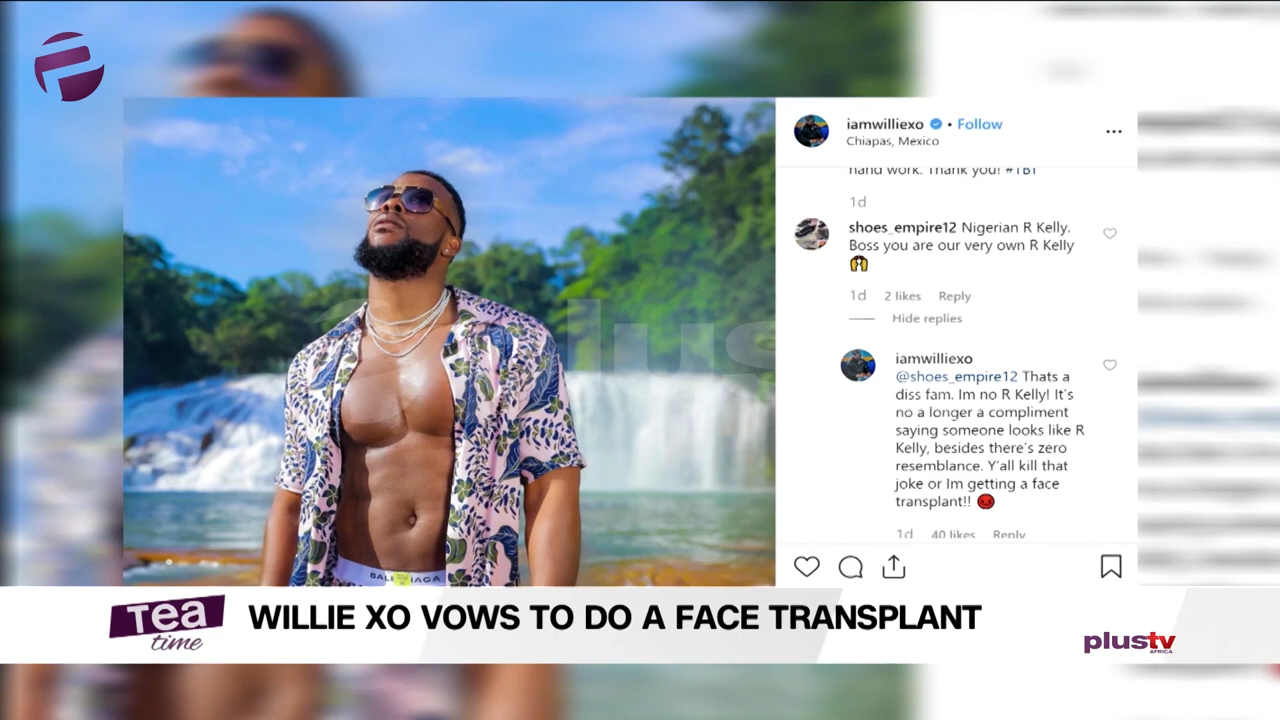 iamwilliexo • Follow
Chiapas, Mexico
hand work. Thank you! #TBT
1d
shoes_empire12 Nigerian R Kelly.
Boss you are our very own R Kelly
1d 2 likes Reply
Hide replies
iamwilliexo
@shoes_empire12 Thats a
diss fam. Im no R Kelly! It's
no a longer a compliment
saying someone looks like R
Kelly, besides there's zero
resemblance. Y'all kill that
joke or Im getting a face
transplant!!
1d 40 likes Reply
plus
BALENIAGA
Tea
time
WILLIE XO VOWS TO DO A FACE TRANSPLANT
plustv
AFRICA